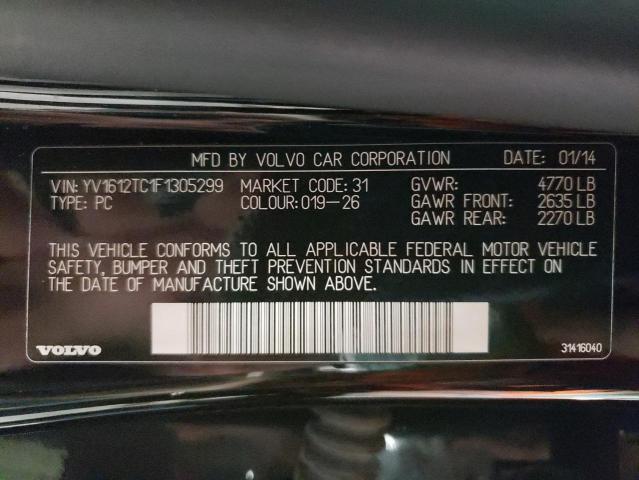 MFD BY VOLVO CAR CORPORATION DATE: 01/14
VIN: YV1612TC1F1305299 MARKET CODE: 31 GVWR: 4770 LB
TYPE: PC COLOUR: 019-26 GAWR FRONT: 2635 LB
GAWR REAR: 2270 LB
THIS VEHICLE CONFORMS TO ALL APPLICABLE FEDERAL MOTOR VEHICLE
SAFETY, BUMPER AND THEFT PREVENTION STANDARDS IN EFFECT ON
THE DATE OF MANUFACTURE SHOWN ABOVE.
VOLVO 31416040